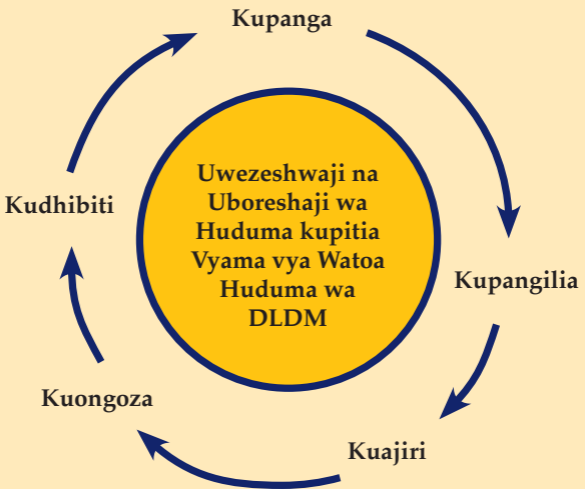 Kupanga
Uwezeshwaji na
Uboreshaji wa
Huduma kupitia
Vyama vya Watoa
Huduma wa
DLDM
Kupangilia
Kuajiri
Kuongoza
Kudhibiti